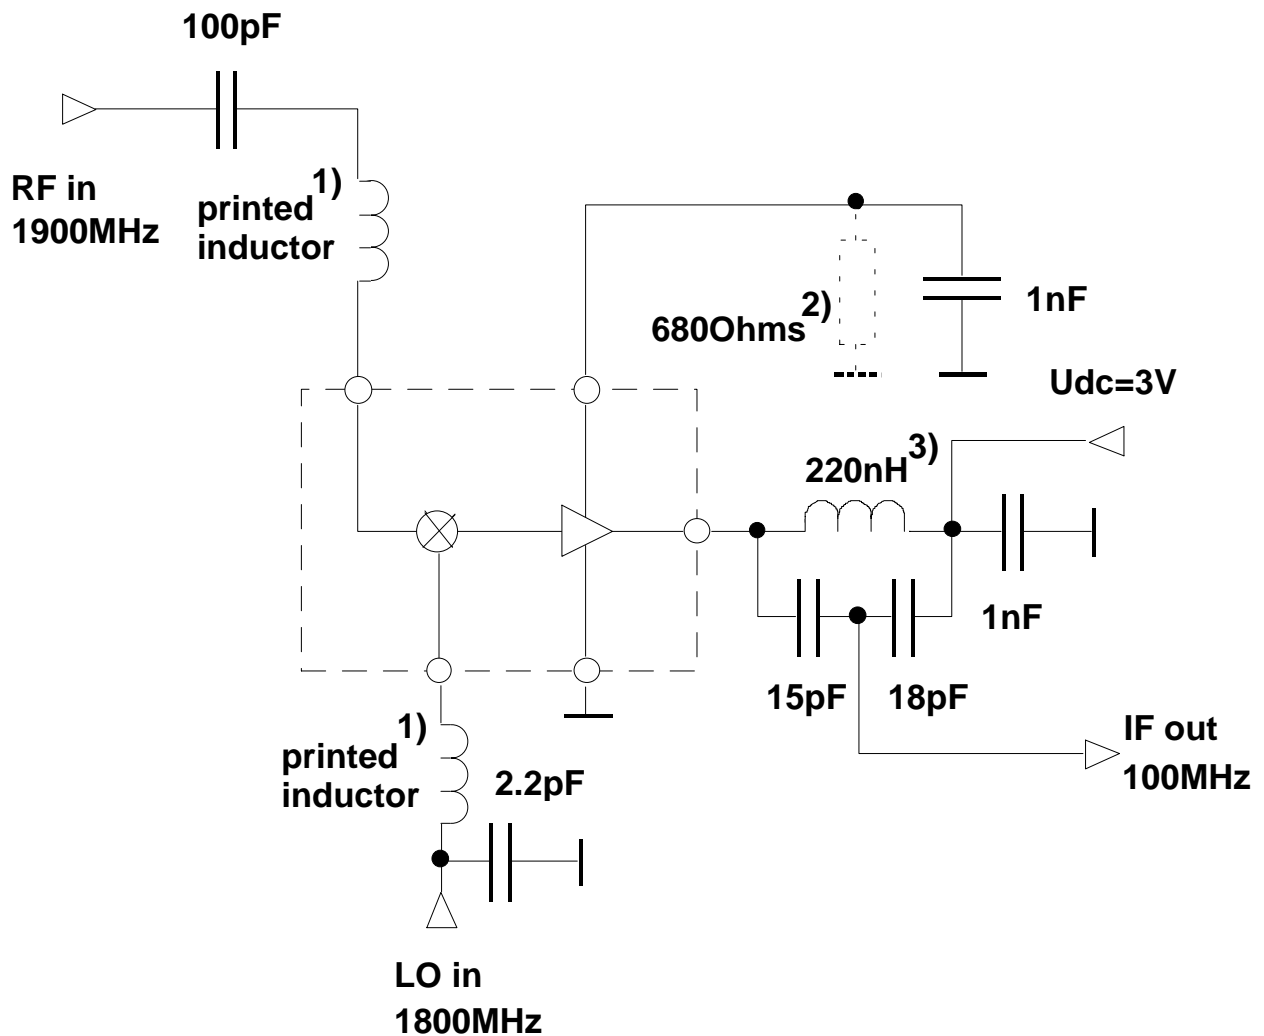 100pF
RF in
1900MHz
printed 1)
inductor
680Ohms 2)
1nF
Udc=3V
220nH 3)
1nF
15pF
18pF
printed 1)
inductor
2.2pF
IF out
100MHz
LO in
1800MHz